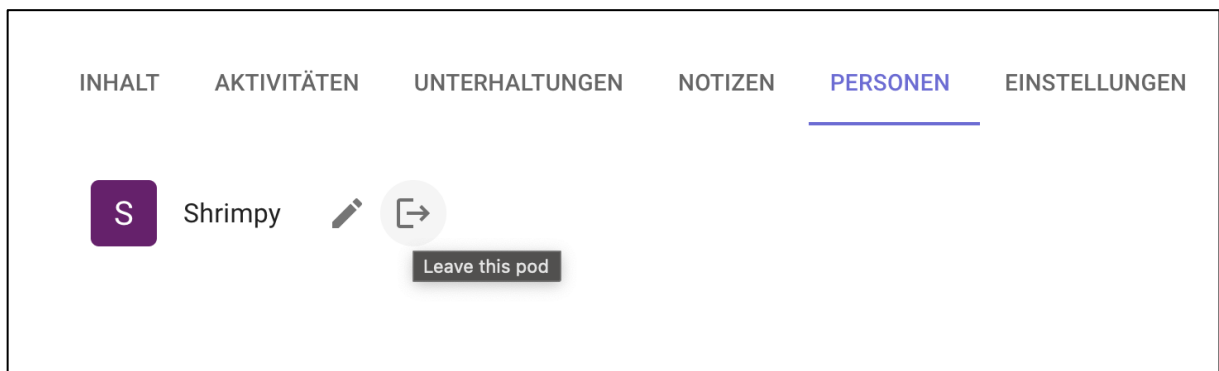 INHALT AKTIVITÄTEN UNTERHALTUNGEN NOTIZEN PERSONEN EINSTELLUNGEN
S Shrimpy
Leave this pod